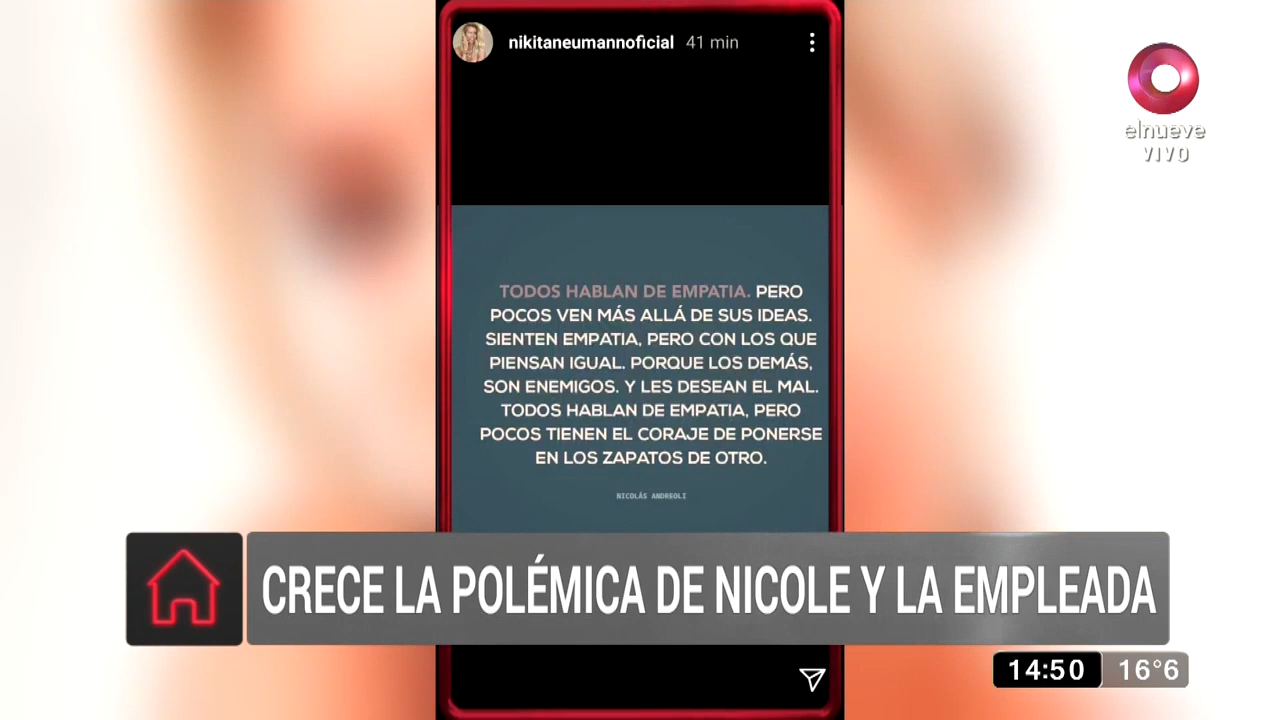 nikitaneumannoficial 41 min
elnueve
VIVO
TODOS HABLAN DE EMPATIA. PERO
POCOS VEN MÁS ALLÁ DE SUS IDEAS.
SIENTEN EMPATIA, PERO CON LOS QUE
PIENSAN IGUAL. PORQUE LOS DEMÁS,
SON ENEMIGOS. Y LES DESEAN EL MAL.
TODOS HABLAN DE EMPATIA, PERO
POCOS TIENEN EL CORAJE DE PONERSE
EN LOS ZAPATOS DE OTRO.
NICOLÁS ANDREOLI
CRECE LA POLÉMICA DE NICOLE Y LA EMPLEADA
14:50 16°6